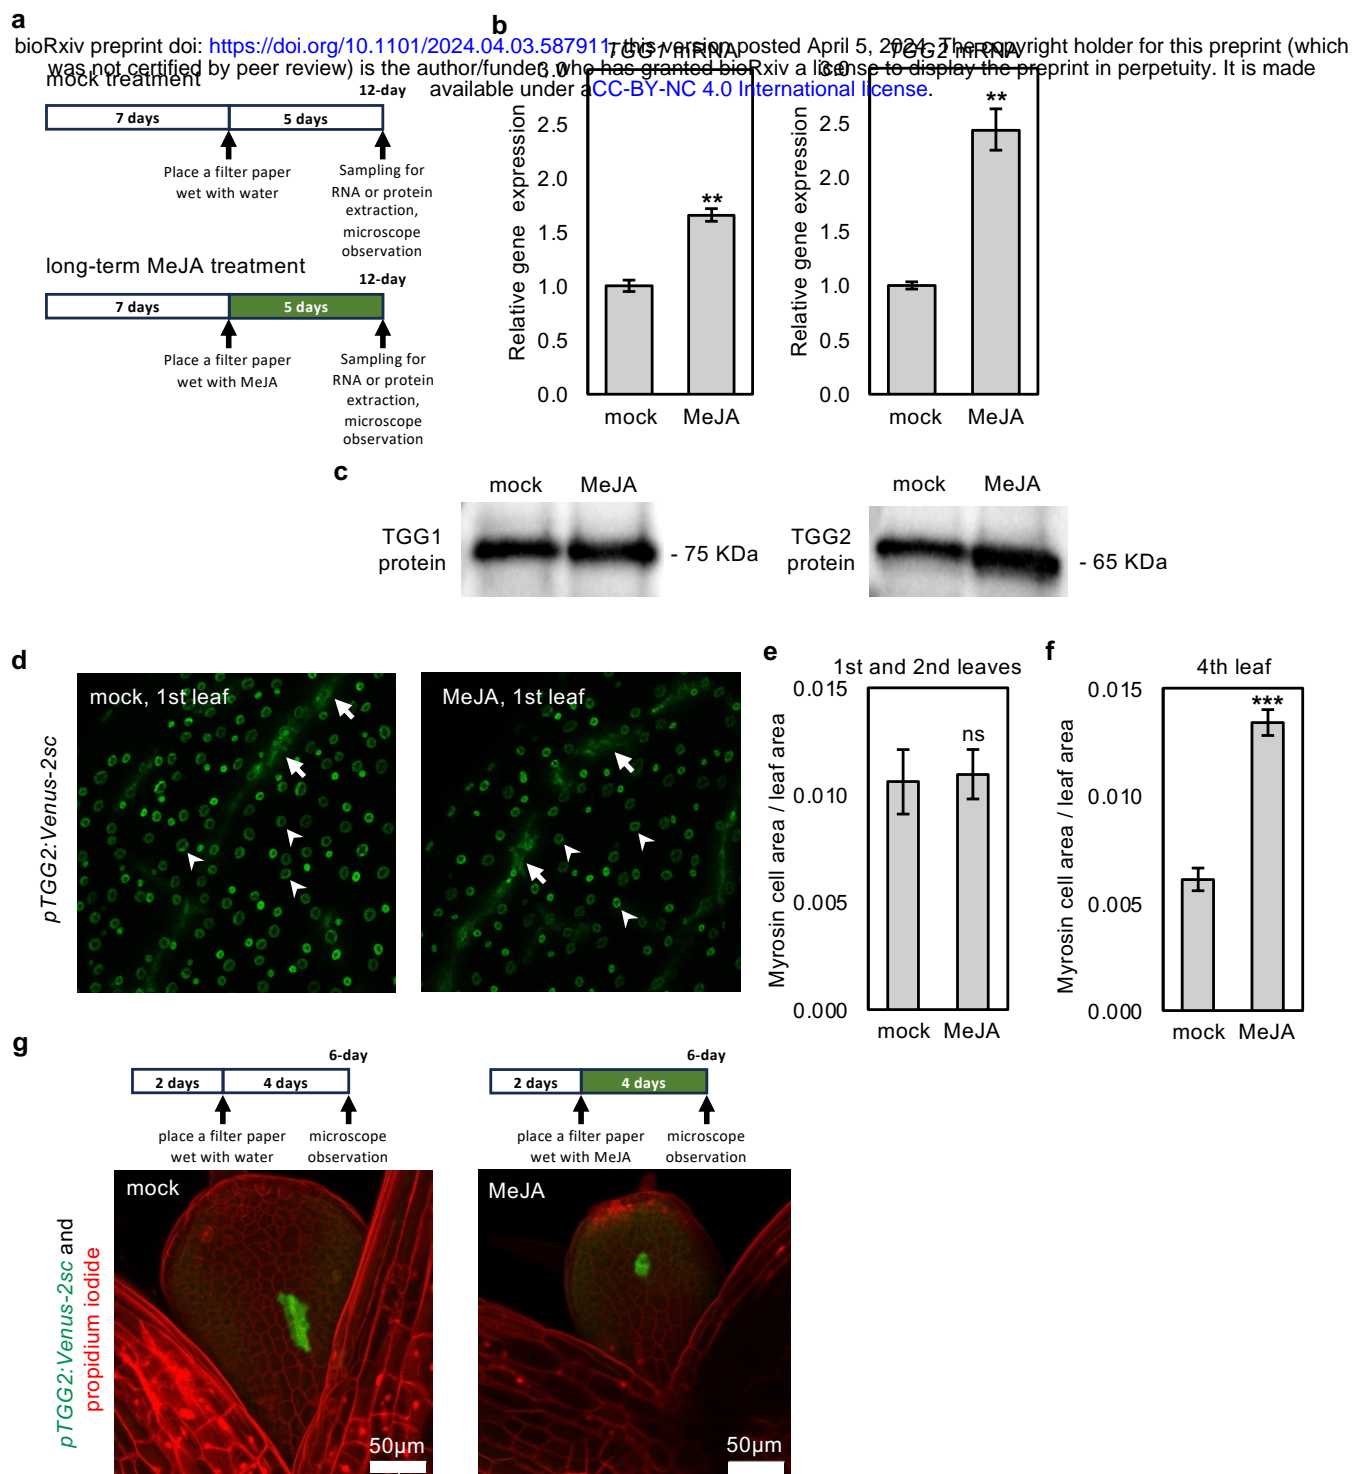 a
b
bioRxiv preprint doi: https://doi.org/10.1101/2024.04.03.587911; this version posted April 5, 2024. The copyright holder for this preprint (which
was not certified by peer review) is the author/funder, who has granted bioRxiv a license to display the preprint in perpetuity. It is made
available under aCC-BY-NC 4.0 International license.
mock treatment
12-day
7 days
5 days
Place a filter paper
wet with water
Sampling for
RNA or protein
extraction,
microscope
observation
long-term MeJA treatment
12-day
7 days
5 days
Place a filter paper
wet with MeJA
Sampling for
RNA or protein
extraction,
microscope
observation
TGG1 mRNA
Relative gene expression
3.0
2.5
2.0
1.5
1.0
0.5
0.0
**
mock
MeJA
TGG2 mRNA
Relative gene expression
3.0
2.5
2.0
1.5
1.0
0.5
0.0
**
mock
MeJA
c
mock
MeJA
TGG1
protein
- 75 KDa
mock
MeJA
TGG2
protein
- 65 KDa
d
pTGG2:Venus-2sc
mock, 1st leaf
MeJA, 1st leaf
e
1st and 2nd leaves
Myrosin cell area / leaf area
0.015
0.010
0.005
0.000
ns
mock
MeJA
f
4th leaf
Myrosin cell area / leaf area
0.015
0.010
0.005
0.000
***
mock
MeJA
g
6-day
2 days
4 days
place a filter paper
wet with water
microscope
observation
6-day
2 days
4 days
place a filter paper
wet with MeJA
microscope
observation
pTGG2:Venus-2sc and
propidium iodide
mock
50µm
MeJA
50µm